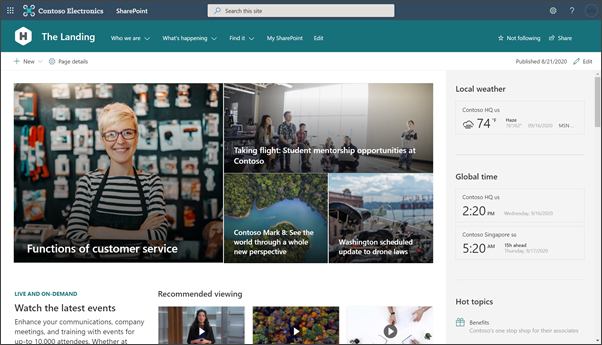 Contoso Electronics
SharePoint
Search this site
?
H
The Landing
Who we are
What's happening
Find it
My SharePoint
Edit
Not following
Share
+ New
Page details
Published 8/21/2020
Edit
Functions of customer service
Taking flight: Student mentorship opportunities at
Contoso
Contoso Mark 8: See the
world through a whole
new perspective
Washington scheduled
update to drone laws
Local weather
Contoso HQ us
74 °F
Haze
09/16/2020
MSN ...
Global time
Contoso HQ us
2:20 PM
Wednesday, 9/16/2020
Contoso Singapore so
5:20 AM
15h ahead
Thursday, 9/17/2020
Hot topics
Benefits
Contoso's one stop shop for their associates
LIVE AND ON-DEMAND
Watch the latest events
Enhance your communications, company
meetings, and training with events for
up-to 10,000 attendees. Whether at
Recommended viewing